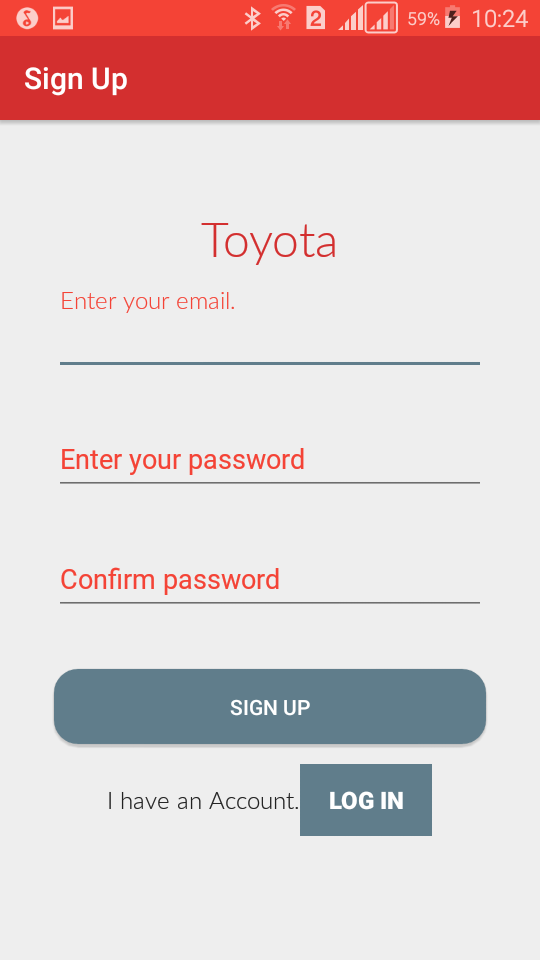 2 59% 10:24
Sign Up
Toyota
Enter your email.
Enter your password
Confirm password
SIGN UP
I have an Account. LOG IN